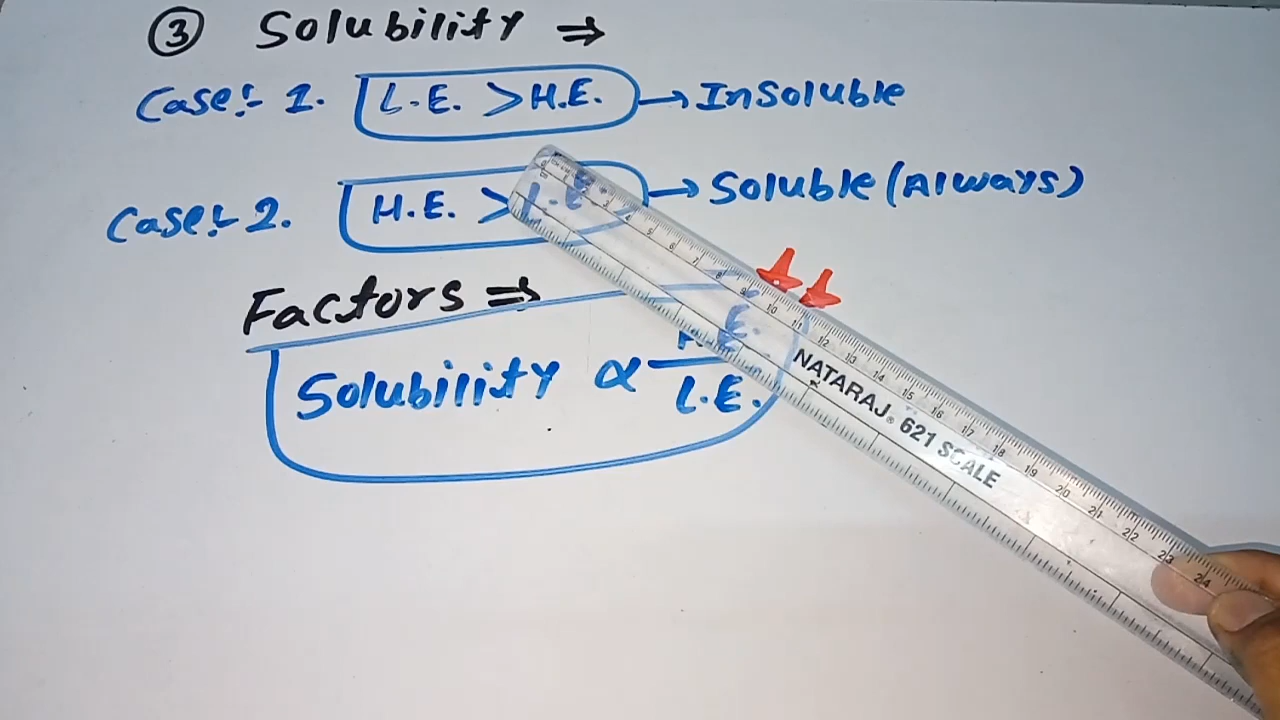 ③ Solubility ⇒
Case:- 1. L.E. > H.E. → InSoluble
Case:- 2. H.E. > L.E. → Soluble (Always)
Factors ⇒
Solubility ∝ H.E. / L.E.
NATARAJ® 621 SCALE